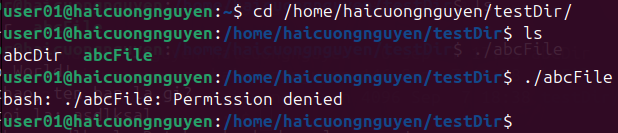 user01@haicuongnguyen:~$ cd /home/haicuongnguyen/testDir/
user01@haicuongnguyen:/home/haicuongnguyen/testDir$ ls
abcDir  abcFile
user01@haicuongnguyen:/home/haicuongnguyen/testDir$ ./abcFile
bash: ./abcFile: Permission denied
user01@haicuongnguyen:/home/haicuongnguyen/testDir$